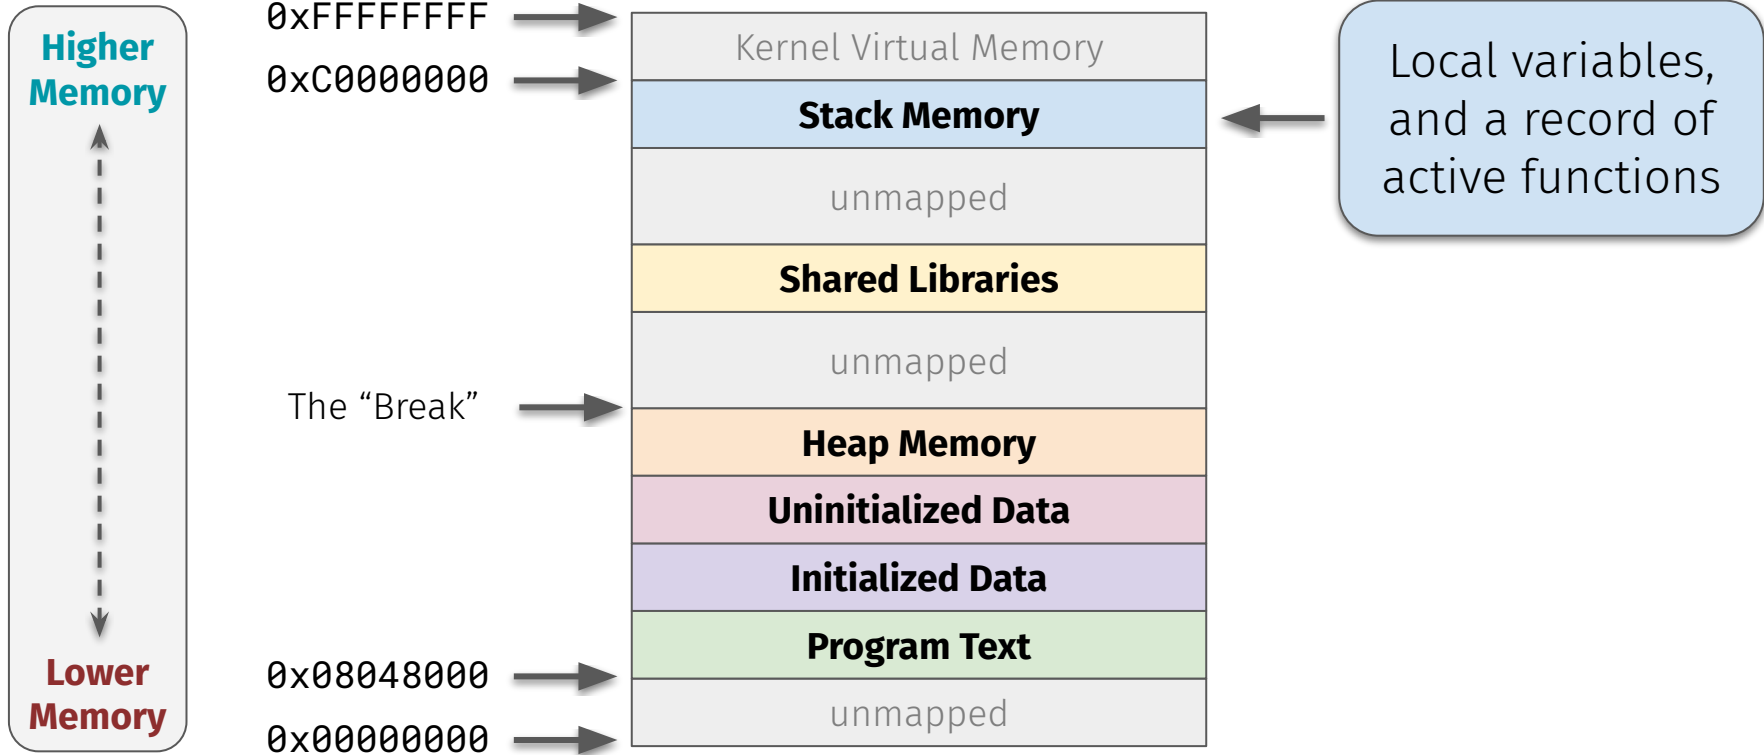 Higher
Memory
Lower
Memory
0xFFFFFFFF
0xC0000000
The “Break”
0x08048000
0x00000000
Kernel Virtual Memory
Stack Memory
unmapped
Shared Libraries
unmapped
Heap Memory
Uninitialized Data
Initialized Data
Program Text
unmapped
Local variables,
and a record of
active functions